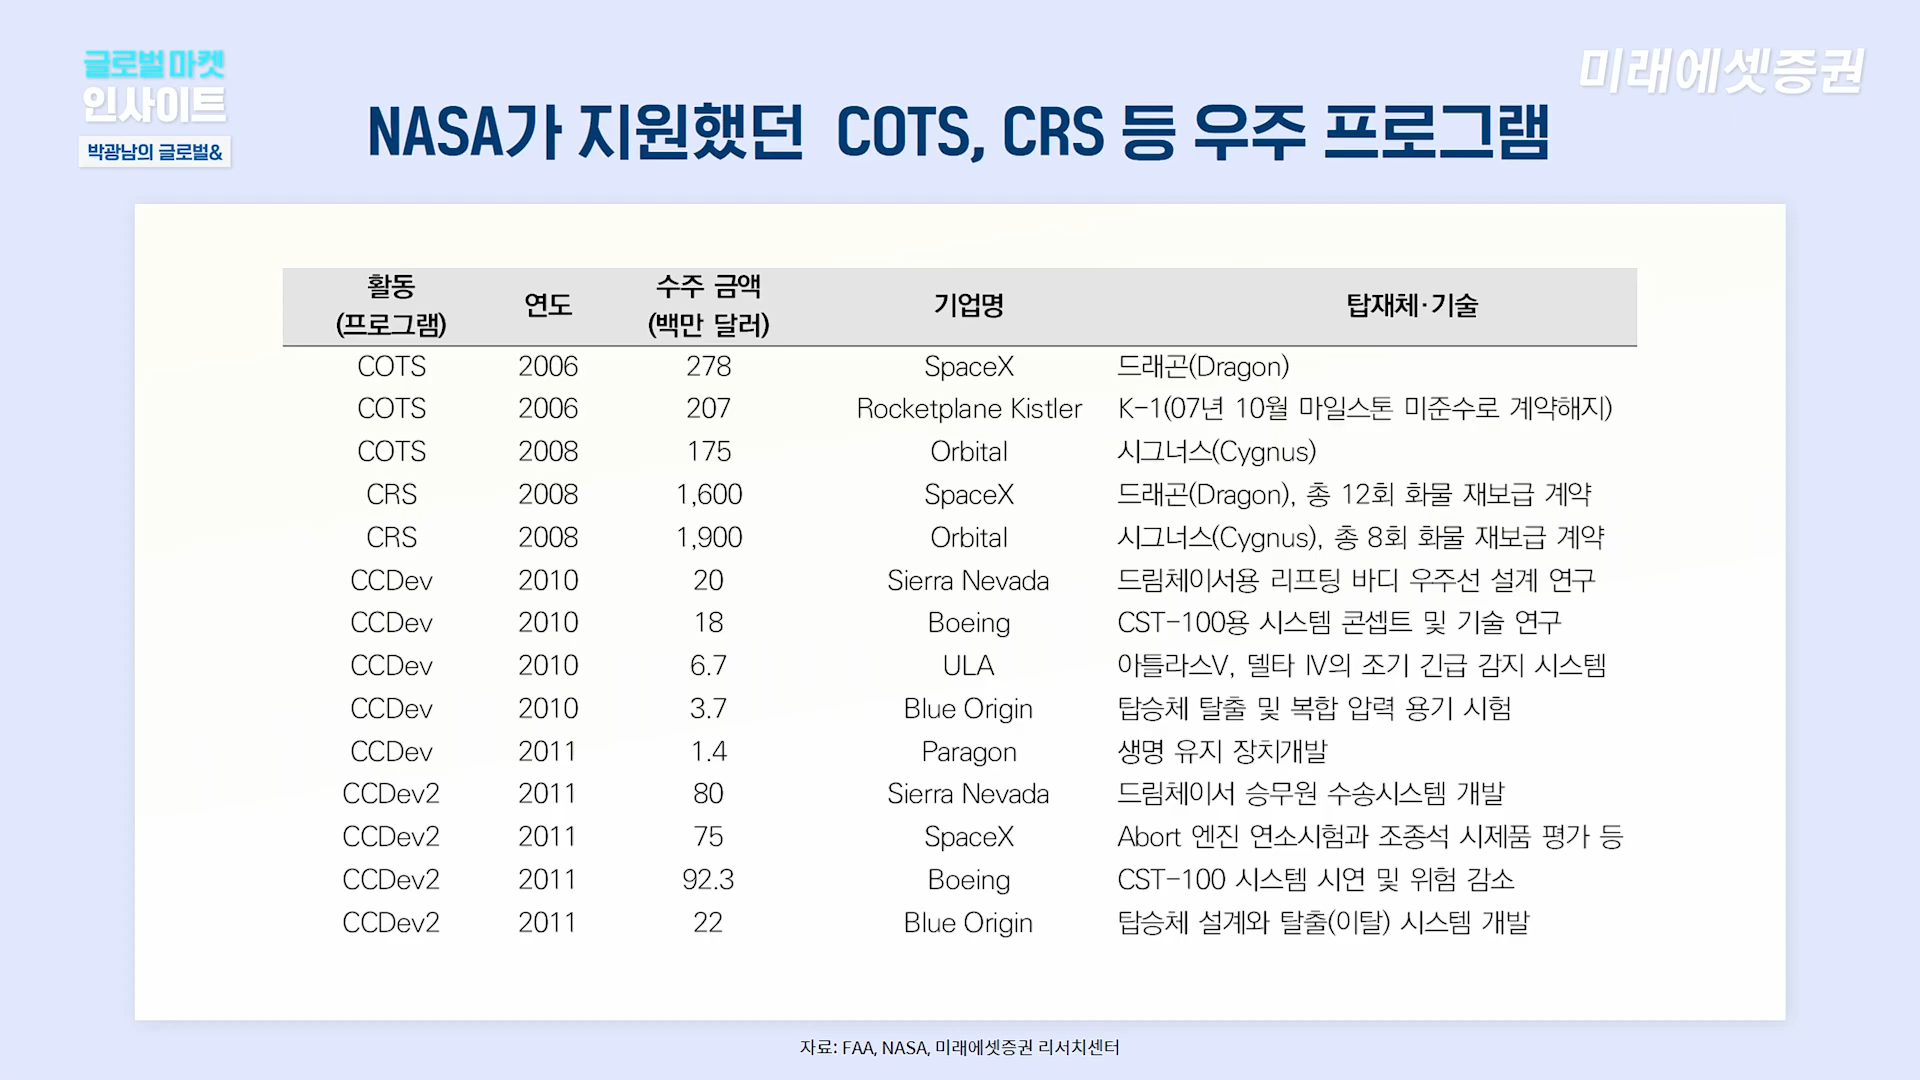 글로벌 마켓
인사이트
박광남의 글로벌&
미래에셋증권
NASA가 지원했던 COTS, CRS 등 우주 프로그램
활동 (프로그램) 연도 수주 금액 (백만 달러) 기업명 탑재체·기술
COTS 2006 278 SpaceX 드래곤(Dragon)
COTS 2006 207 Rocketplane Kistler K-1(07년 10월 마일스톤 미준수로 계약해지)
COTS 2008 175 Orbital 시그너스(Cygnus)
CRS 2008 1,600 SpaceX 드래곤(Dragon), 총 12회 화물 재보급 계약
CRS 2008 1,900 Orbital 시그너스(Cygnus), 총 8회 화물 재보급 계약
CCDev 2010 20 Sierra Nevada 드림체이서용 리프팅 바디 우주선 설계 연구
CCDev 2010 18 Boeing CST-100용 시스템 콘셉트 및 기술 연구
CCDev 2010 6.7 ULA 아틀라스V, 델타 IV의 조기 긴급 감지 시스템
CCDev 2010 3.7 Blue Origin 탑승체 탈출 및 복합 압력 용기 시험
CCDev 2011 1.4 Paragon 생명 유지 장치개발
CCDev2 2011 80 Sierra Nevada 드림체이서 승무원 수송시스템 개발
CCDev2 2011 75 SpaceX Abort 엔진 연소시험과 조종석 시제품 평가 등
CCDev2 2011 92.3 Boeing CST-100 시스템 시연 및 위험 감소
CCDev2 2011 22 Blue Origin 탑승체 설계와 탈출(이탈) 시스템 개발
자료: FAA, NASA, 미래에셋증권 리서치센터